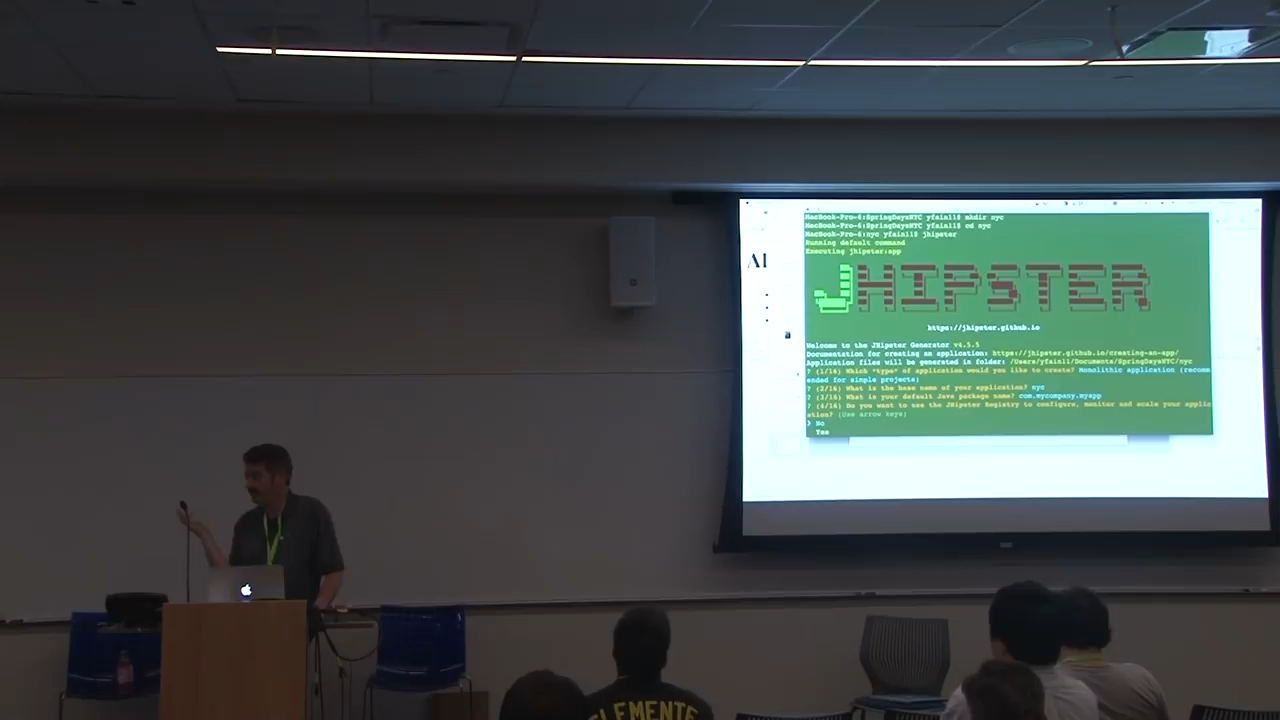 MacBook-Pro-6:SpringDaysNYC yfain11$ mkdir nyc
MacBook-Pro-6:SpringDaysNYC yfain11$ cd nyc
MacBook-Pro-6:nyc yfain11$ jhipster
Running default command
Executing jhipster:app
AI
JHIPSTER
https://jhipster.github.io
Welcome to the JHipster Generator v4.5.5
Documentation for creating an application: https://jhipster.github.io/creating-an-app/
Application files will be generated in folder: /Users/yfain11/Documents/SpringDaysNYC/nyc
? (1/16) Which *type* of application would you like to create? Monolithic application (recom
ended for simple projects)
? (2/16) What is the base name of your application? nyc
? (3/16) What is your default Java package name? com.mycompany.myapp
? (4/16) Do you want to use the JHipster Registry to configure, monitor and scale your applic
ation? (Use arrow keys)
❯ No
Yes
CLEMENTE